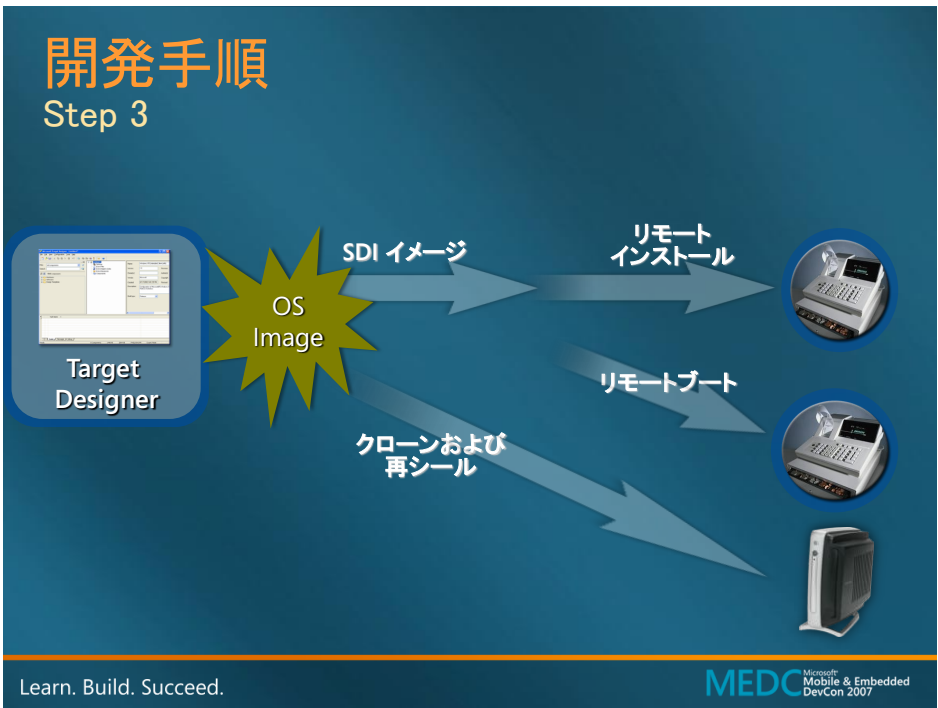 開発手順
Step 3
SDI イメージ
リモート
インストール
OS
Image
Target
Designer
リモートブート
クローンおよび
再シール
Learn. Build. Succeed.
MEDC
Microsoft
Mobile & Embedded
DevCon 2007